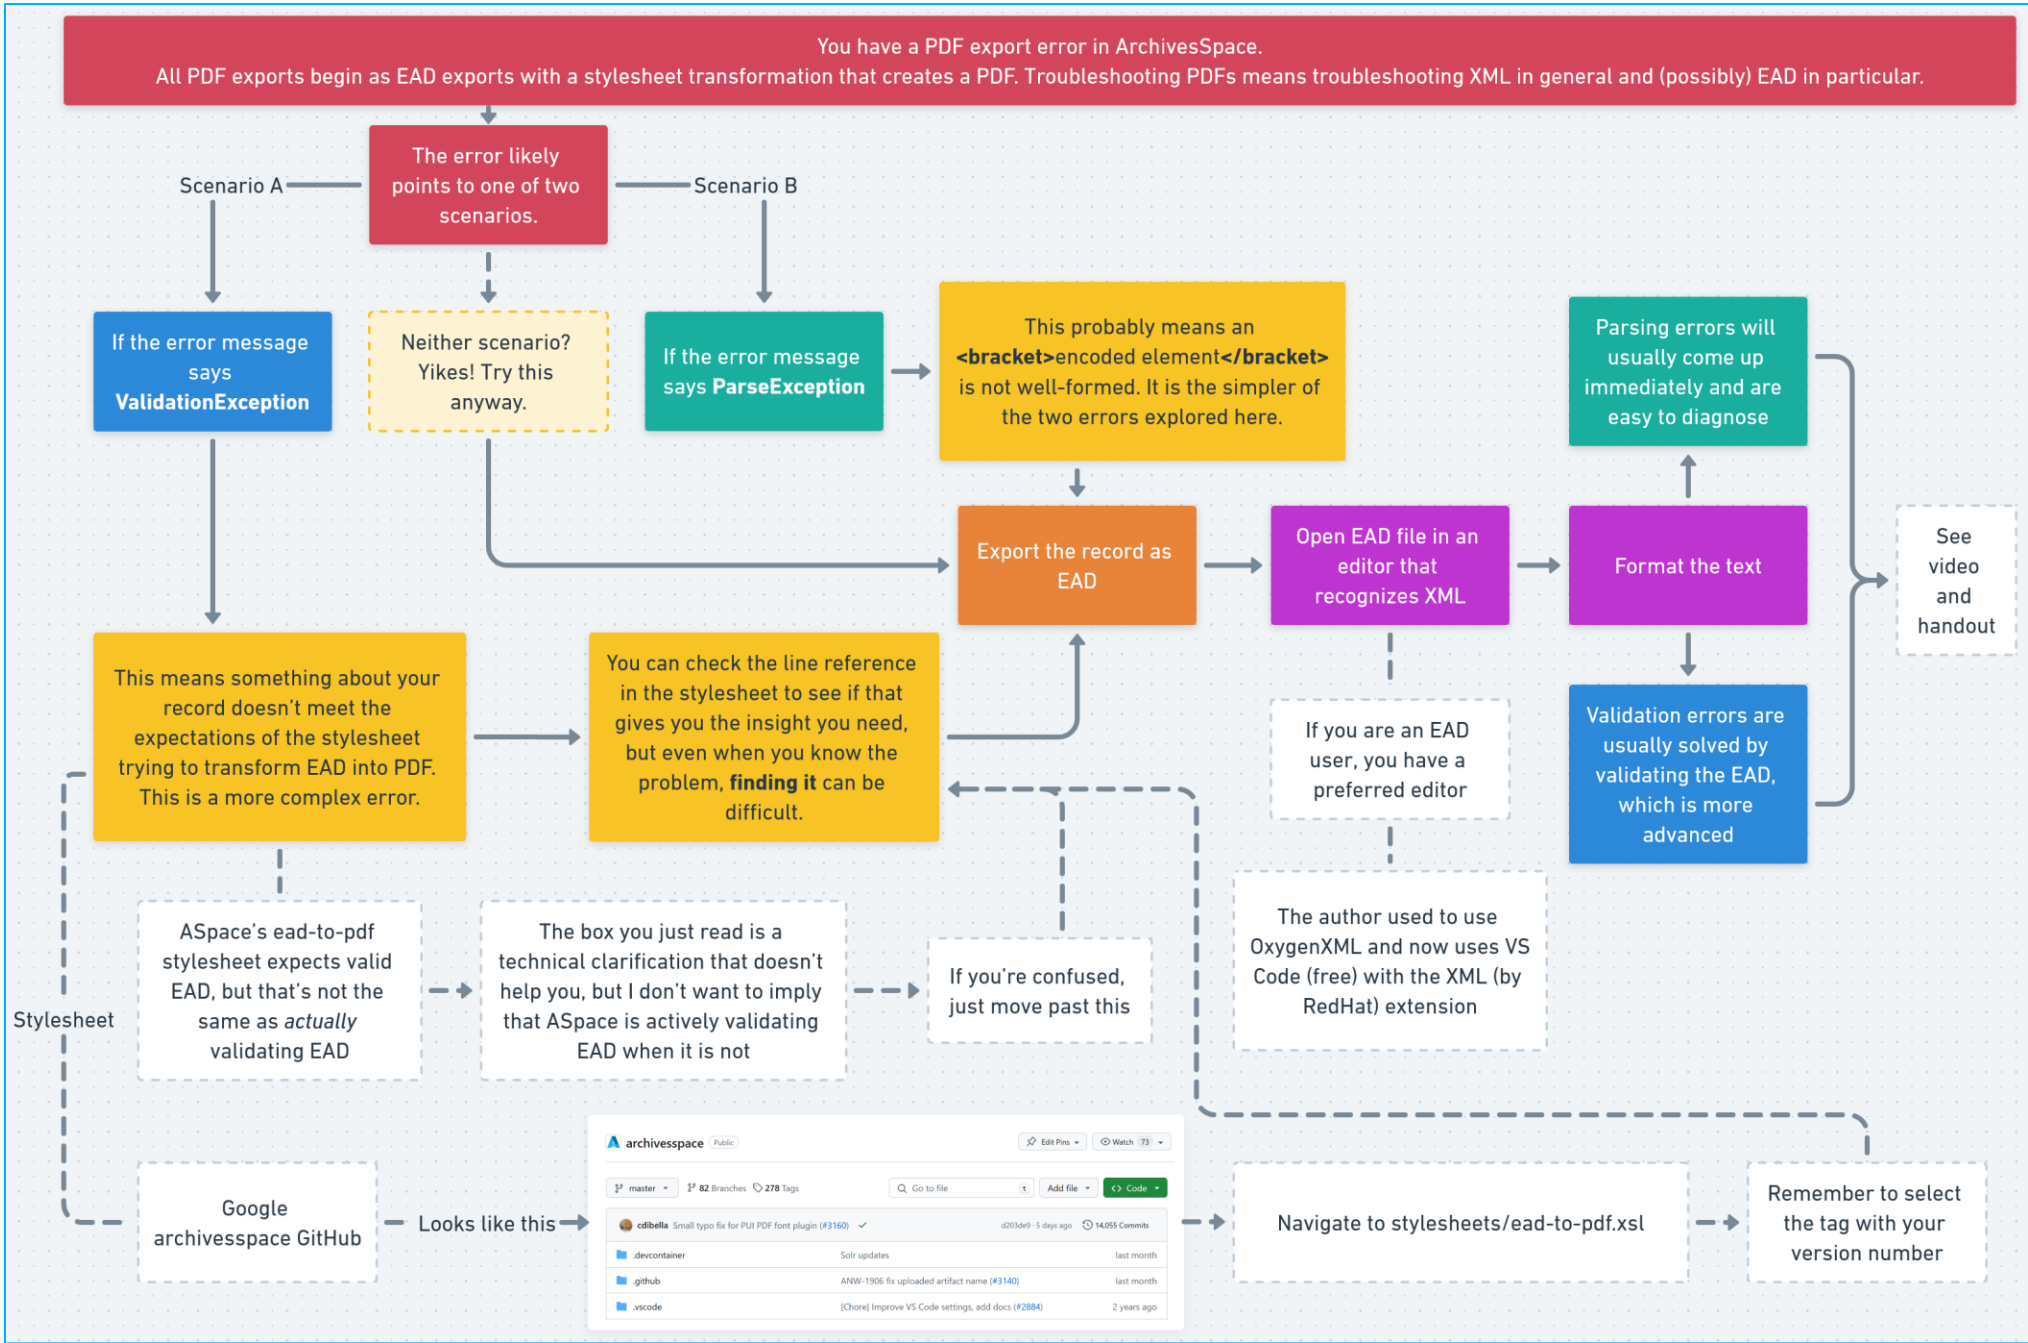 You have a PDF export error in ArchivesSpace.
All PDF exports begin as EAD exports with a stylesheet transformation that creates a PDF. Troubleshooting PDFs means troubleshooting XML in general and (possibly) EAD in particular.
The error likely
points to one of two
scenarios.
Scenario A
Scenario B
If the error message
says
ValidationException
Neither scenario?
Yikes! Try this
anyway.
If the error message
says ParseException
This probably means an
<bracket>encoded element</bracket>
is not well-formed. It is the simpler of
the two errors explored here.
Parsing errors will
usually come up
immediately and are
easy to diagnose
Export the record as
EAD
Open EAD file in an
editor that
recognizes XML
Format the text
See
video
and
handout
This means something about your
record doesn't meet the
expectations of the stylesheet
trying to transform EAD into PDF.
This is a more complex error.
You can check the line reference
in the stylesheet to see if that
gives you the insight you need,
but even when you know the
problem, finding it can be
difficult.
If you are an EAD
user, you have a
preferred editor
Validation errors are
usually solved by
validating the EAD,
which is more
advanced
ASpace's ead-to-pdf
stylesheet expects valid
EAD, but that's not the
same as actually
validating EAD
The box you just read is a
technical clarification that doesn't
help you, but I don't want to imply
that ASpace is actively validating
EAD when it is not
If you're confused,
just move past this
The author used to use
OxygenXML and now uses VS
Code (free) with the XML (by
RedHat) extension
Stylesheet
Google
archivesspace GitHub
Looks like this
archivesspace Public
Edit Pins Watch 73
master 82 Branches 278 Tags Go to file t Add file <> Code
cdibella Small typo fix for PUI PDF font plugin (#3160) d203de9 · 5 days ago 14,055 Commits
.devcontainer Solr updates last month
.github ANW-1906 fix uploaded artifact name (#3140) last month
.vscode [Chore] Improve VS Code settings, add docs (#2884) 2 years ago
Navigate to stylesheets/ead-to-pdf.xsl
Remember to select
the tag with your
version number